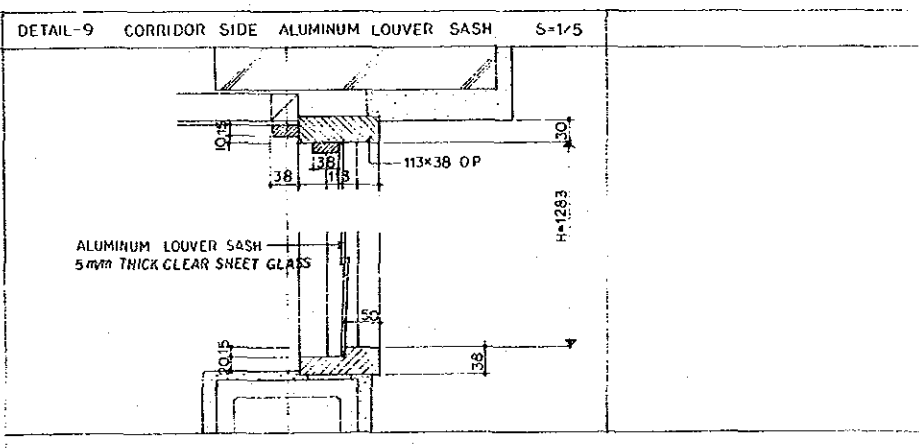 DETAIL-9 CORRIDOR SIDE ALUMINUM LOUVER SASH S=1/5
10 15
30
113×38 OP
38
38
113
H=1283
ALUMINUM LOUVER SASH
5 m/m THICK CLEAR SHEET GLASS
55
20 15
38